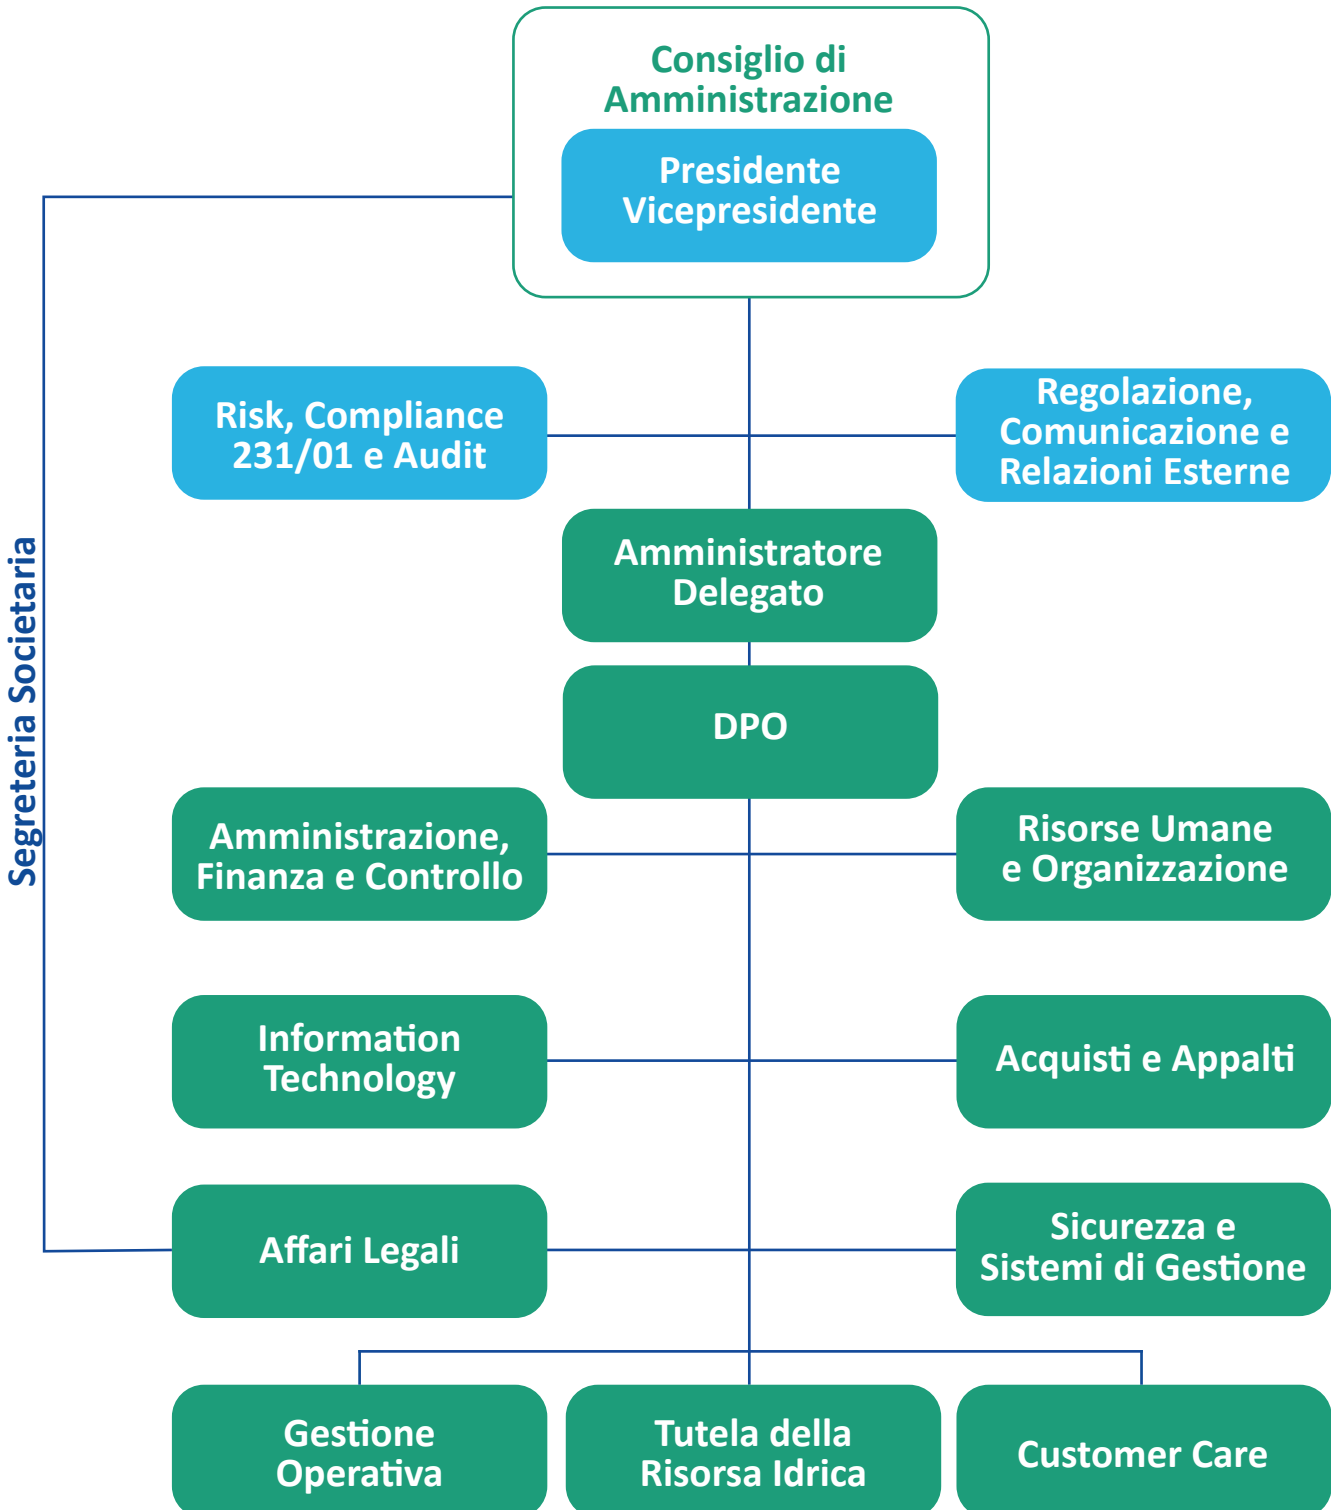 Consiglio di
Amministrazione
Presidente
Vicepresidente
Risk, Compliance
231/01 e Audit
Regolazione,
Comunicazione e
Relazioni Esterne
Amministratore
Delegato
DPO
Segreteria Societaria
Amministrazione,
Finanza e Controllo
Risorse Umane
e Organizzazione
Information
Technology
Acquisti e Appalti
Affari Legali
Sicurezza e
Sistemi di Gestione
Gestione
Operativa
Tutela della
Risorsa Idrica
Customer Care